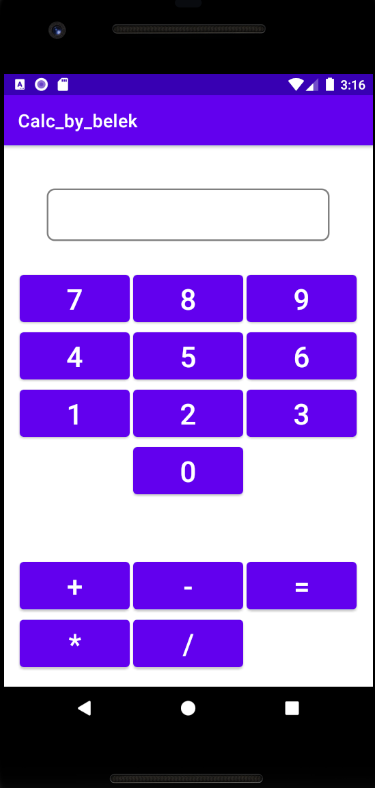 3:16
Calc_by_belek
7 8 9
4 5 6
1 2 3
0
+ - =
* /